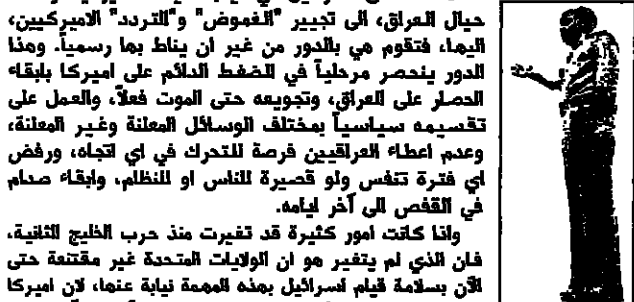 حيال العراق، الى تجيير "الغموض" و"التردد" الاميركيين،
اليها، فتقوم هي بالدور من غير ان يناط بها رسمياً. وهذا
الدور ينحصر مرحلياً في الضغط الدائم على اميركا بابقاء
الحصار على العراق، وتجويعه حتى الموت فعلاً، والعمل على
تقسيمه سياسياً بمختلف الوسائل المعلنة وغير المعلنة،
وعدم اعطاء العراقيين فرصة للتحرك في اي اتجاه، ورفض
اي فترة تنفس ولو قصيرة للناس او للنظام، وابقاء صدام
في القفص الى آخر ايامه.
واذا كانت امور كثيرة قد تغيرت منذ حرب الخليج الثانية،
فان الذي لم يتغير هو ان الولايات المتحدة غير مقتنعة حتى
الآن بسلامة قيام اسرائيل بهذه المهمة نيابة عنها، لان اميركا